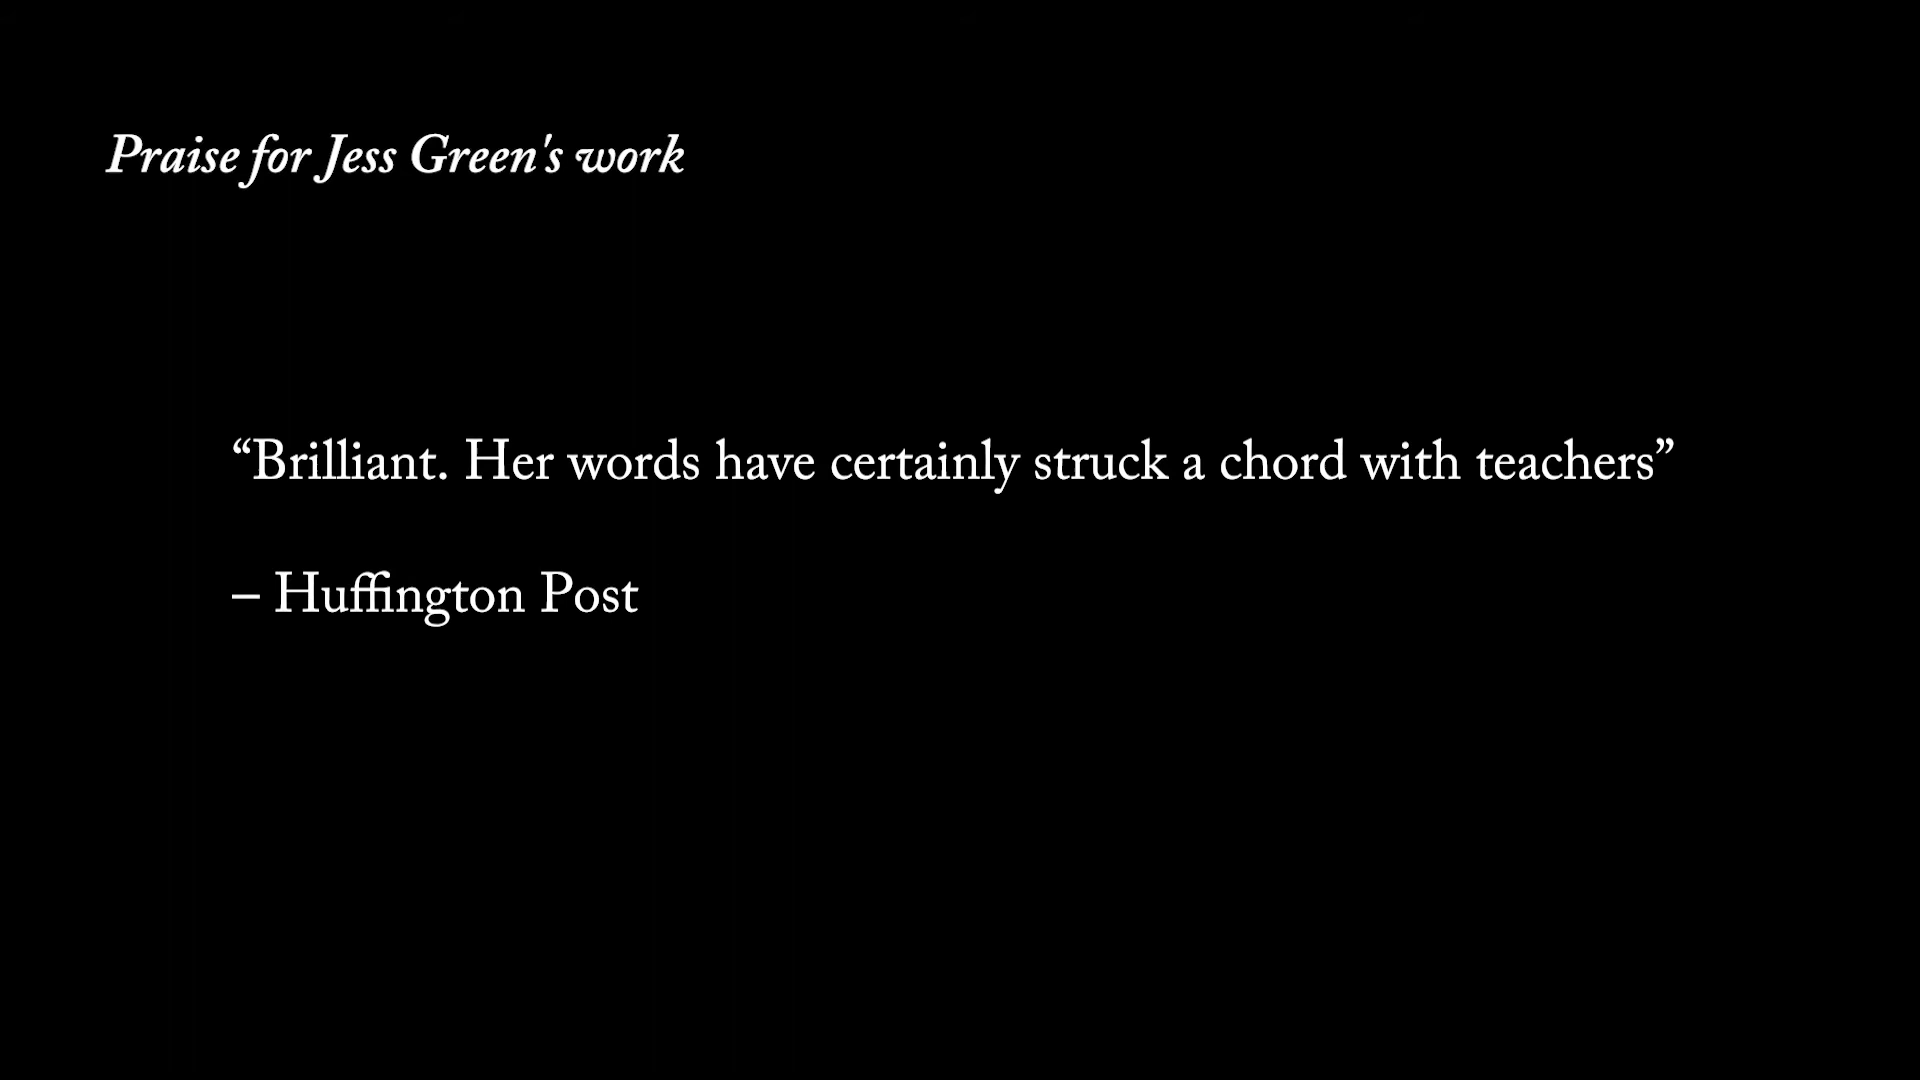 Praise for Jess Green's work
“Brilliant. Her words have certainly struck a chord with teachers”
– Huffington Post